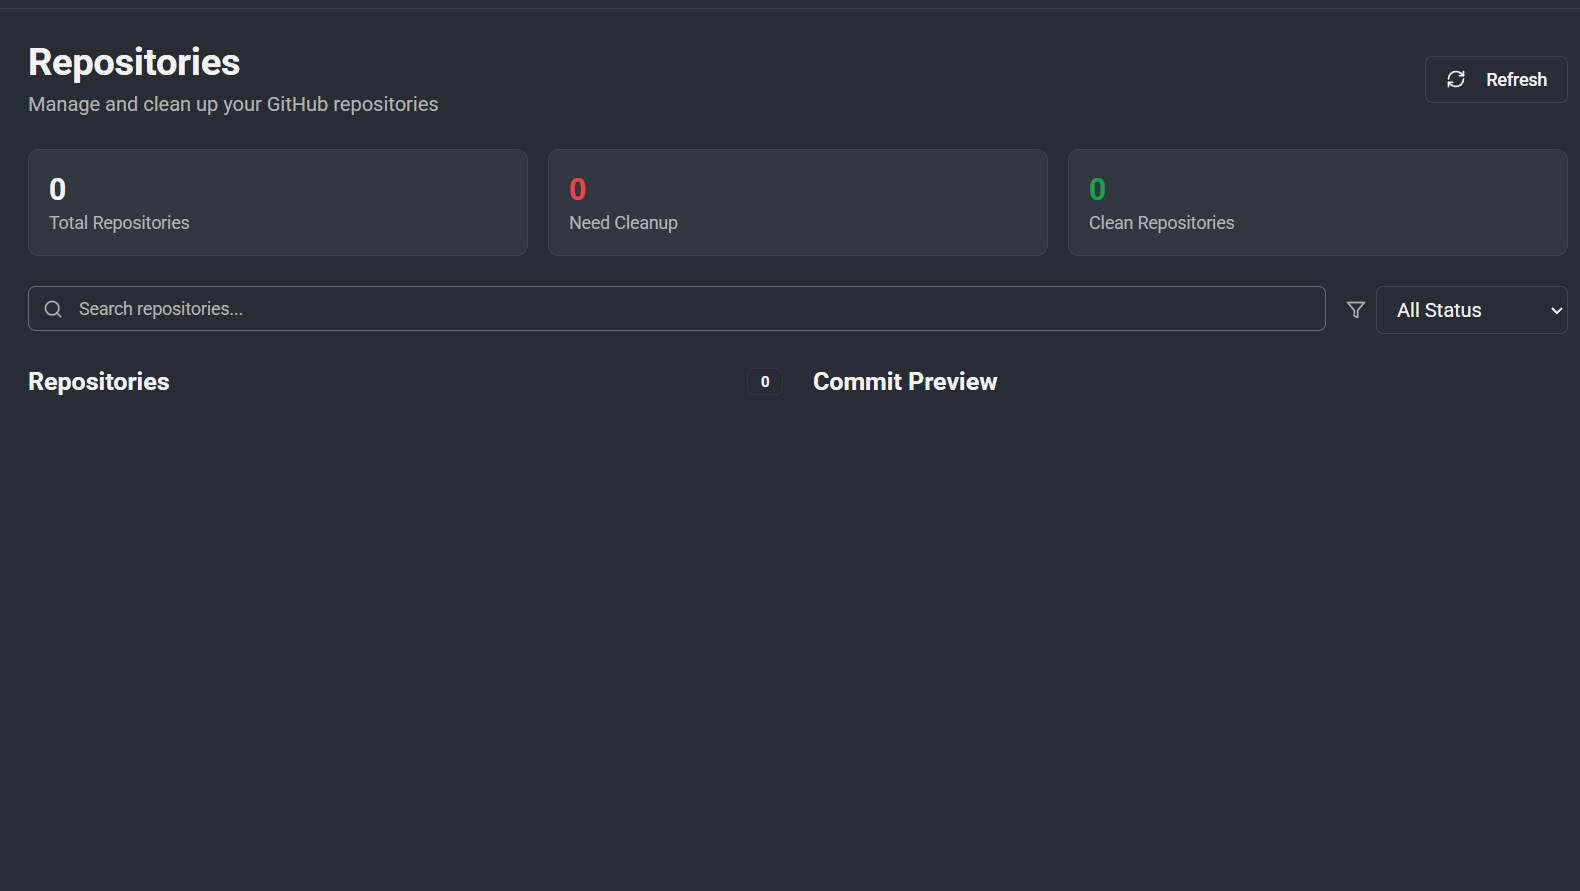 Repositories
Manage and clean up your GitHub repositories
Refresh
0
Total Repositories
0
Need Cleanup
0
Clean Repositories
Search repositories...
All Status
Repositories
0
Commit Preview